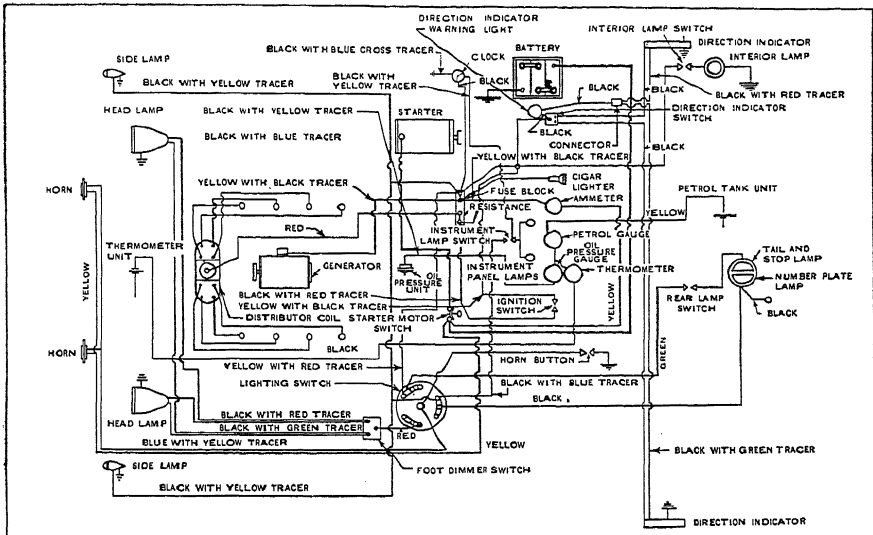 DIRECTION INDICATOR
WARNING LIGHT
INTERIOR LAMP SWITCH
DIRECTION INDICATOR
BLACK WITH BLUE CROSS TRACER
CLOCK
BATTERY
INTERIOR LAMP
SIDE LAMP
BLACK WITH YELLOW TRACER
BLACK WITH
YELLOW TRACER
BLACK
BLACK
BLACK WITH RED TRACER
BLACK
HEAD LAMP
BLACK WITH YELLOW TRACER
STARTER
DIRECTION INDICATOR
SWITCH
BLACK WITH BLUE TRACER
BLACK
CONNECTOR
BLACK
YELLOW WITH BLACK TRACER
HORN
YELLOW WITH BLACK TRACER
CIGAR
LIGHTER
FUSE BLOCK
AMMETER
PETROL TANK UNIT
RESISTANCE
YELLOW
RED
INSTRUMENT
LAMP SWITCH
PETROL GAUGE
THERMOMETER
UNIT
OIL
PRESSURE
GAUGE
TAIL AND
STOP LAMP
YELLOW
GENERATOR
OIL
PRESSURE
UNIT
INSTRUMENT
PANEL LAMPS
THERMOMETER
NUMBER PLATE
LAMP
BLACK WITH RED TRACER
YELLOW WITH BLACK TRACER
IGNITION
SWITCH
YELLOW
REAR LAMP
SWITCH
BLACK
DISTRIBUTOR
COIL
STARTER MOTOR
SWITCH
HORN
BLACK
YELLOW WITH RED TRACER
HORN BUTTON
GREEN
LIGHTING SWITCH
BLACK WITH BLUE TRACER
HEAD LAMP
BLACK WITH RED TRACER
BLACK
BLACK WITH GREEN TRACER
RED
BLUE WITH YELLOW TRACER
YELLOW
BLACK WITH GREEN TRACER
SIDE LAMP
FOOT DIMMER SWITCH
BLACK WITH YELLOW TRACER
DIRECTION INDICATOR